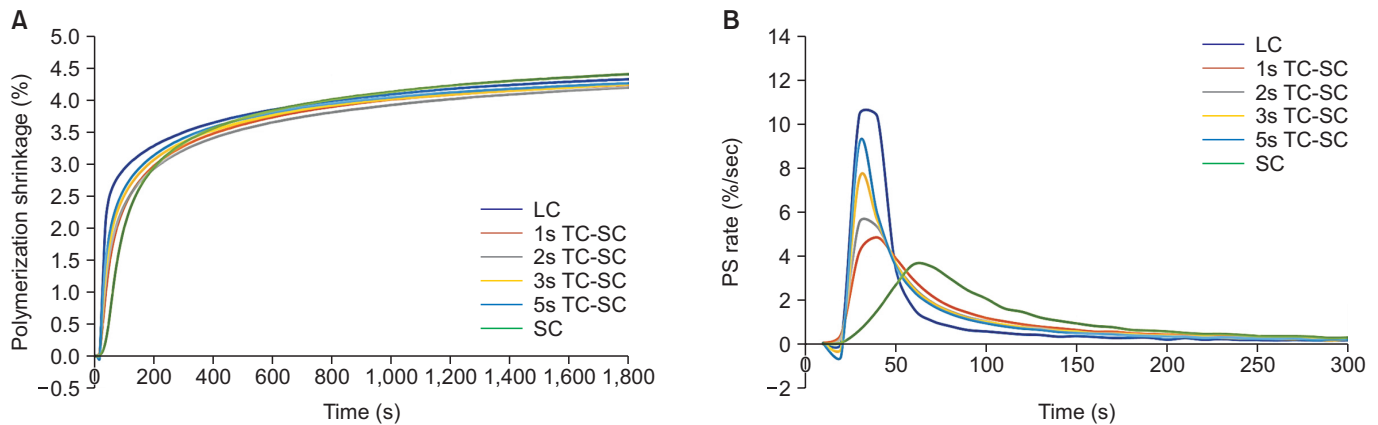 A
5.0
4.5
4.0
3.5
3.0
2.5
2.0
1.5
1.0
0.5
0.0
−0.5
Polymerization shrinkage (%)
0 200 400 600 800 1,000 1,200 1,400 1,600 1,800
Time (s)
LC
1s TC-SC
2s TC-SC
3s TC-SC
5s TC-SC
SC
B
14
12
10
8
6
4
2
0
−2
PS rate (%/sec)
0 50 100 150 200 250 300
Time (s)
LC
1s TC-SC
2s TC-SC
3s TC-SC
5s TC-SC
SC